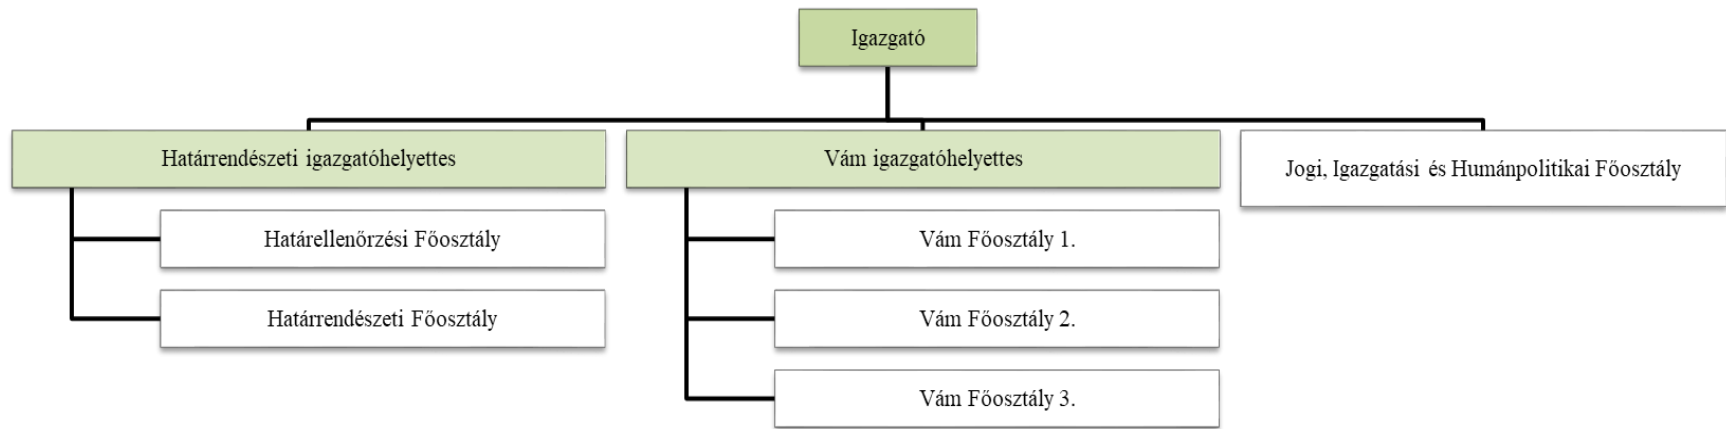 Igazgató
Határrendészeti igazgatóhelyettes
Határellenőrzési Főosztály
Határrendészeti Főosztály
Vám igazgatóhelyettes
Vám Főosztály 1.
Vám Főosztály 2.
Vám Főosztály 3.
Jogi, Igazgatási és Humánpolitikai Főosztály